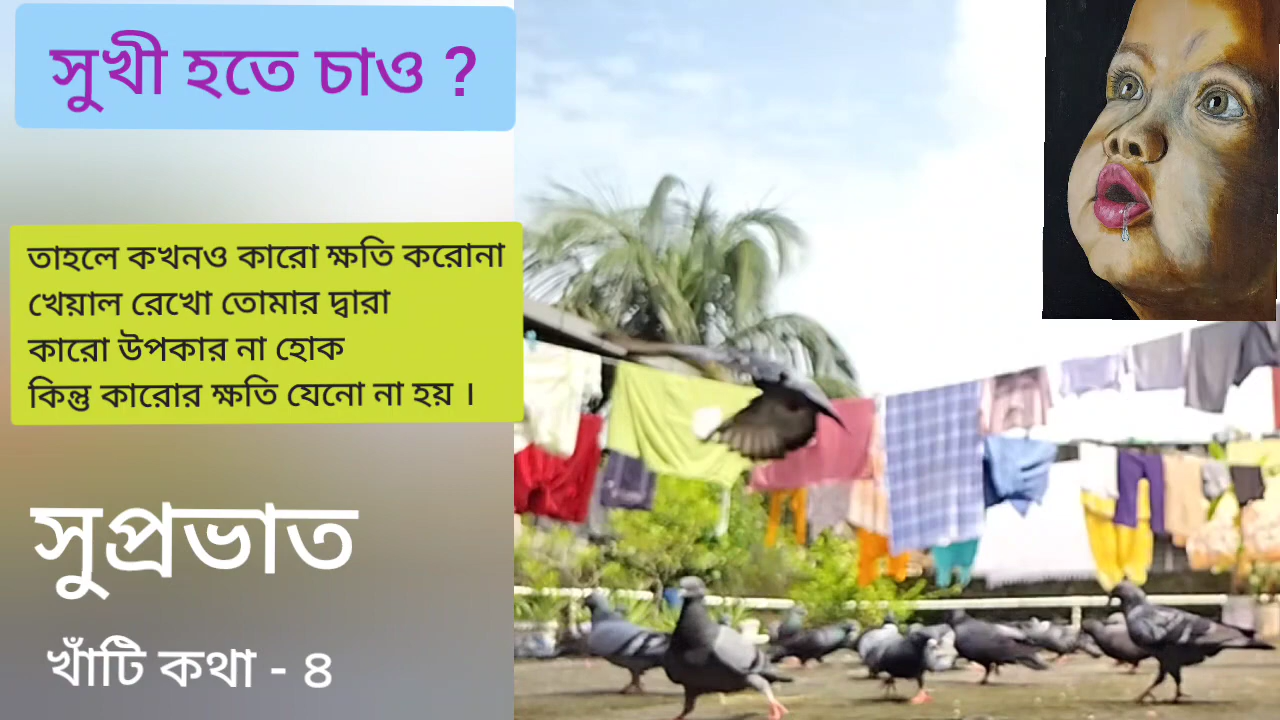 সুখী হতে চাও ?
তাহলে কখনও কারো ক্ষতি করোনা
খেয়াল রেখো তোমার দ্বারা
কারো উপকার না হোক
কিন্তু কারোর ক্ষতি যেনো না হয় ।
সুপ্রভাত
খাঁটি কথা - ৪